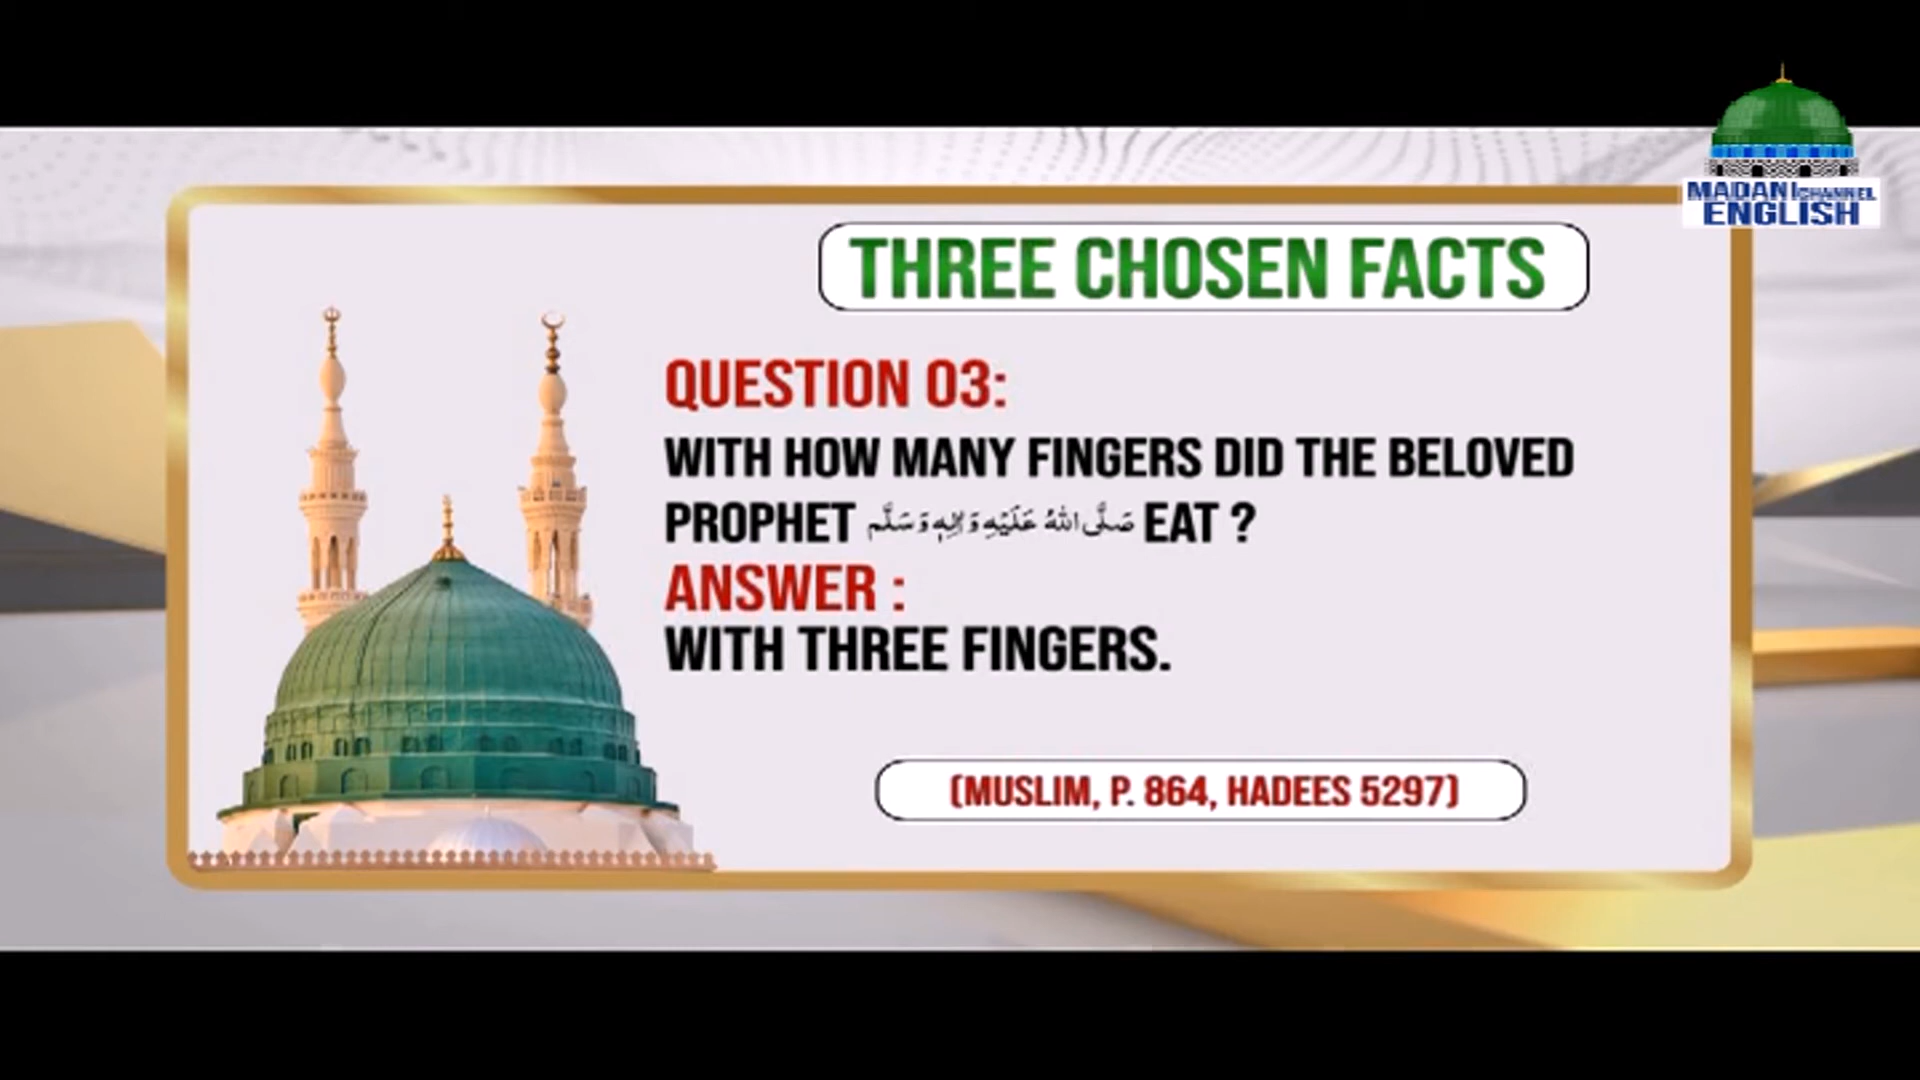 MADANI CHANNEL
ENGLISH
THREE CHOSEN FACTS
QUESTION 03:
WITH HOW MANY FINGERS DID THE BELOVED
PROPHET صَلَّى اللهُ عَلَيْهِ وَاٰلِهٖ وَسَلَّم EAT ?
ANSWER :
WITH THREE FINGERS.
(MUSLIM, P. 864, HADEES 5297)